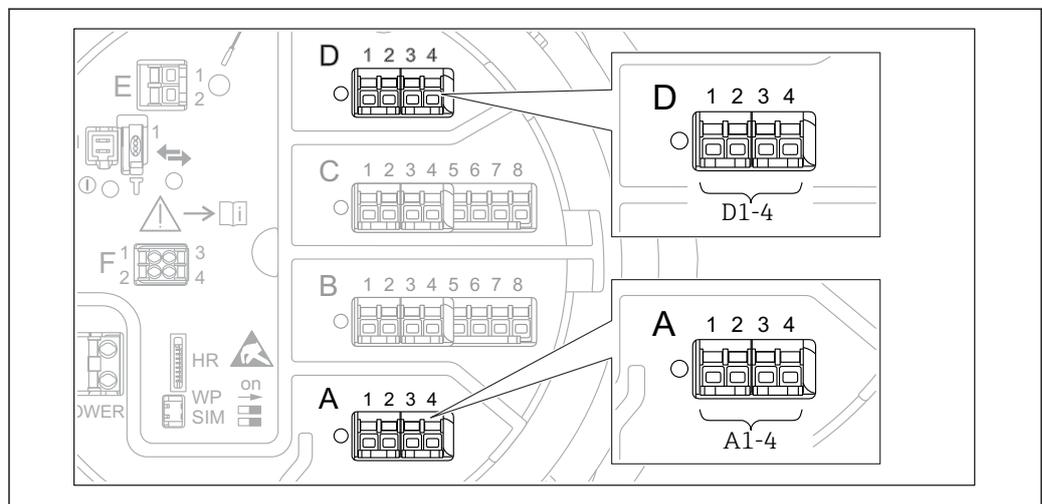 D 1 2 3 4
E 1
2
D 1 2 3 4
D1-4
1
C 1 2 3 4 5 6 7 8
i
F 1 3
2 4
B 1 2 3 4 5 6 7 8
A 1 2 3 4
A1-4
HR
on
WP
SIM
OWER
A 1 2 3 4